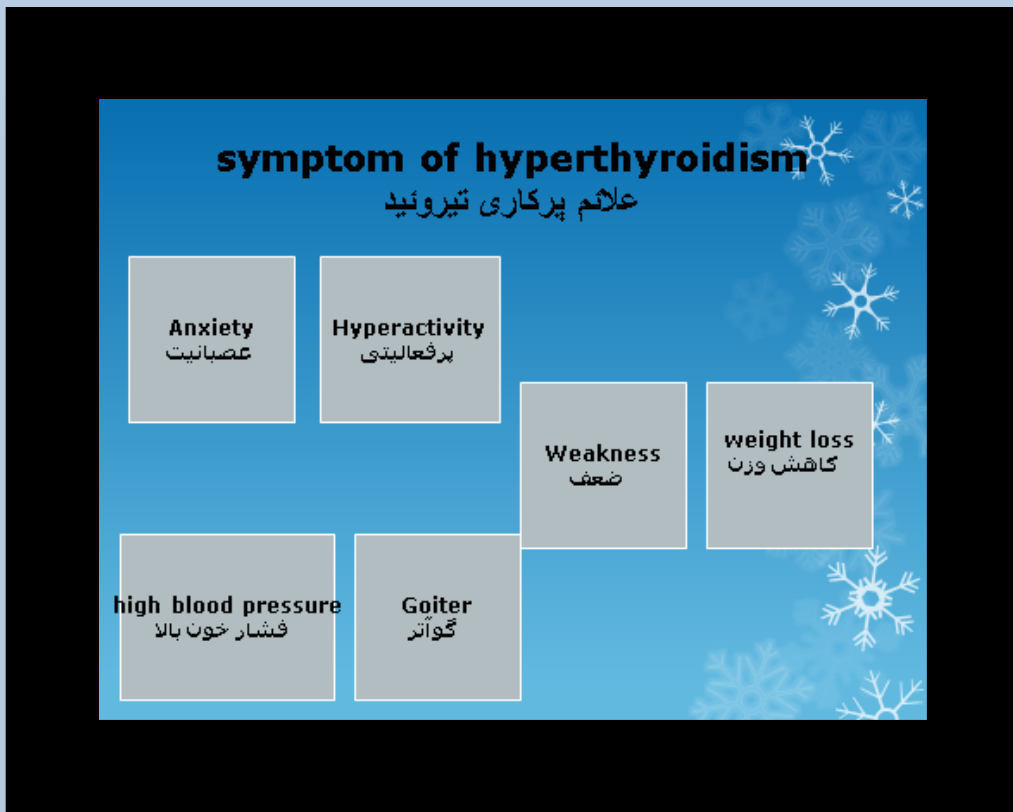 symptom of hyperthyroidism
علائم پرکاری تیروئید
Anxiety
عصبانیت
Hyperactivity
پرفعالیتی
Weakness
ضعف
weight loss
کاهش وزن
high blood pressure
فشار خون بالا
Goiter
گوآتر